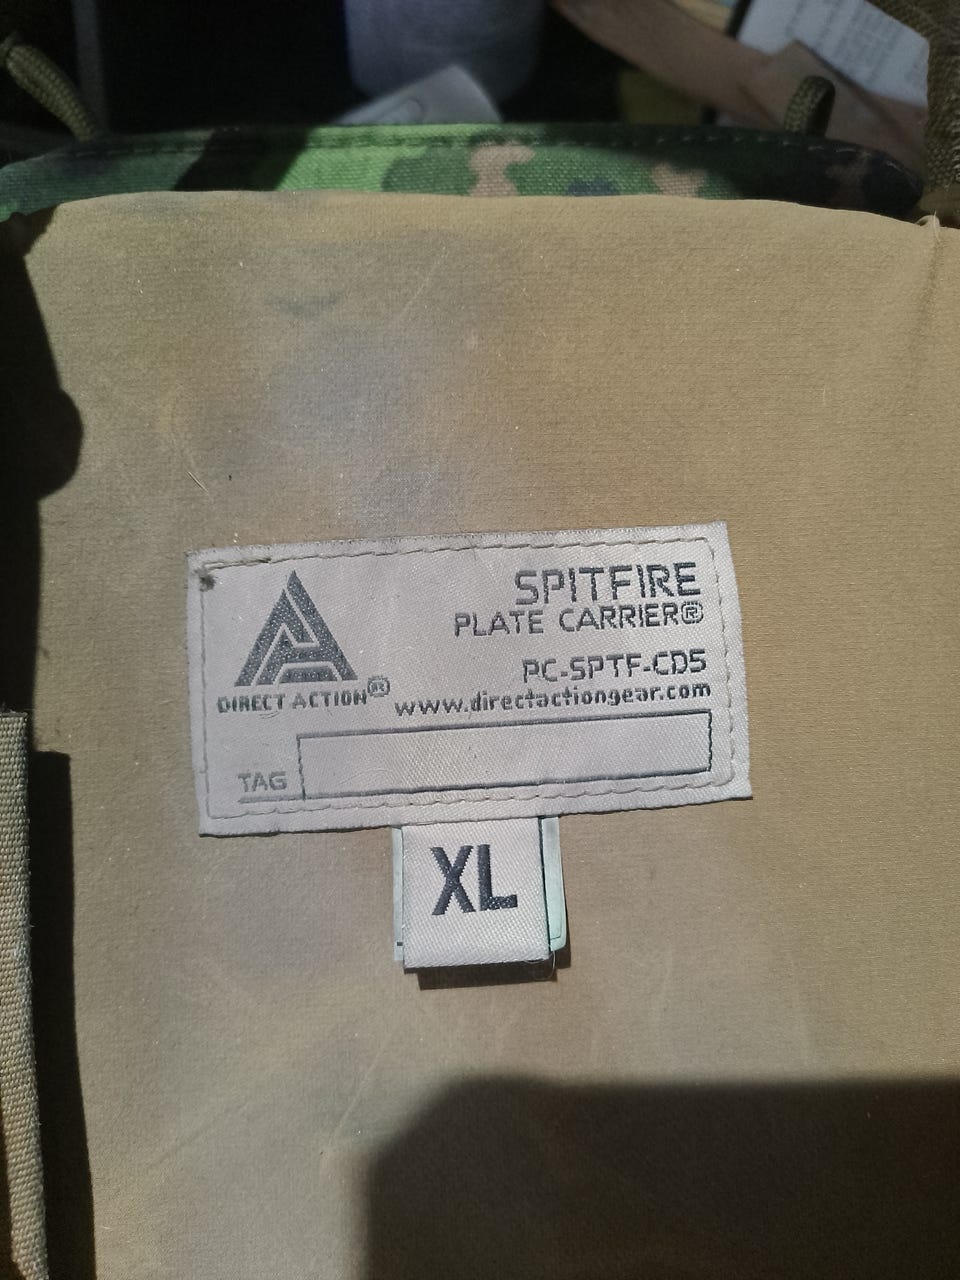 SPITFIRE
PLATE CARRIER®
PC-SPTF-CD5
www.directactiongear.com
DIRECT ACTION®
TAG
XL